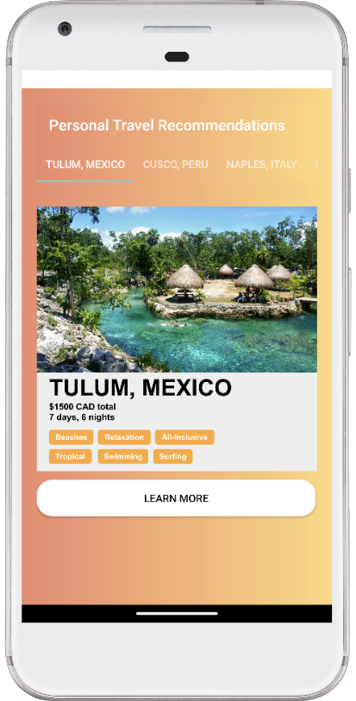 Personal Travel Recommendations
TULUM, MEXICO CUSCO, PERU NAPLES, ITALY
TULUM, MEXICO
$1500 CAD total
7 days, 6 nights
Beaches Relaxation All-Inclusive
Tropical Swimming Surfing
LEARN MORE